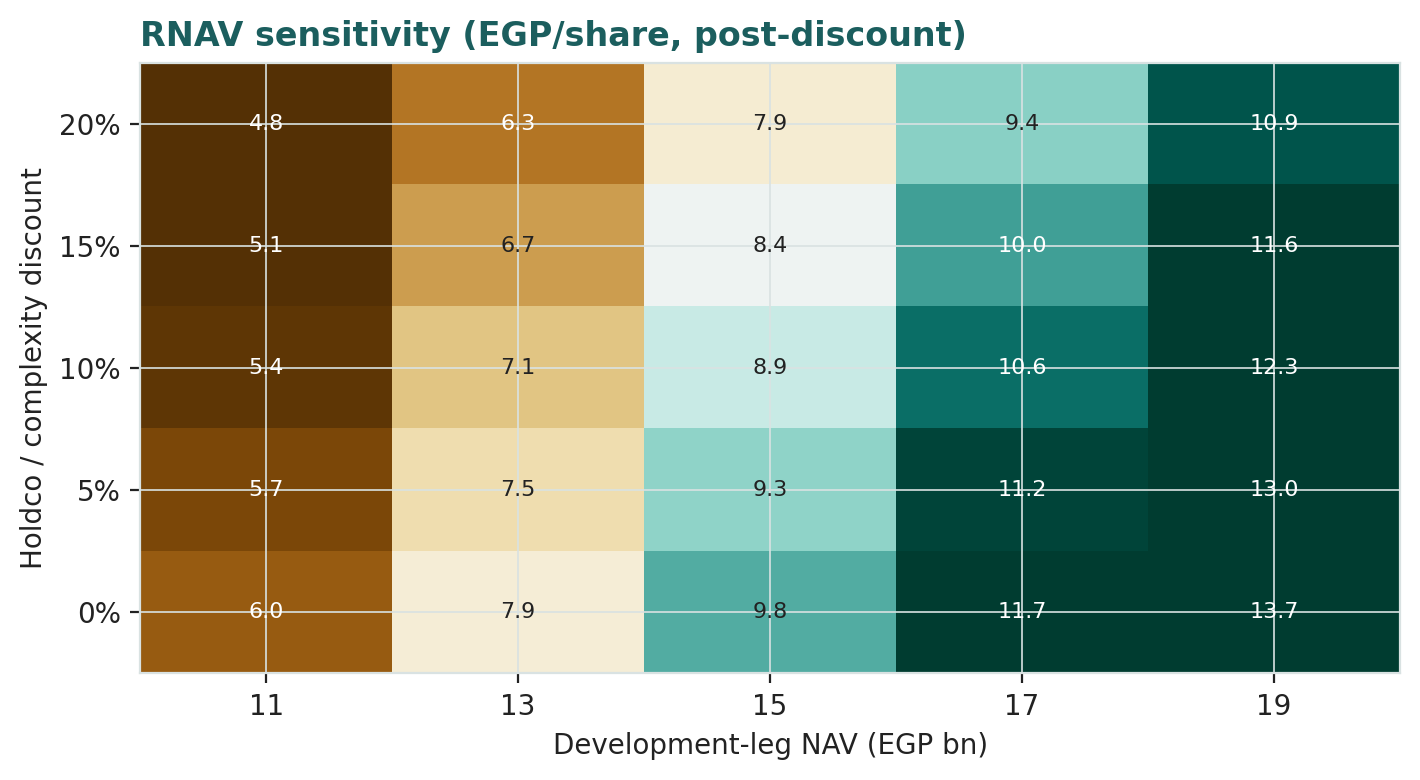 RNAV sensitivity (EGP/share, post-discount)
Holdco / complexity discount
20% 4.8 6.3 7.9 9.4 10.9
15% 5.1 6.7 8.4 10.0 11.6
10% 5.4 7.1 8.9 10.6 12.3
5% 5.7 7.5 9.3 11.2 13.0
0% 6.0 7.9 9.8 11.7 13.7
11 13 15 17 19
Development-leg NAV (EGP bn)